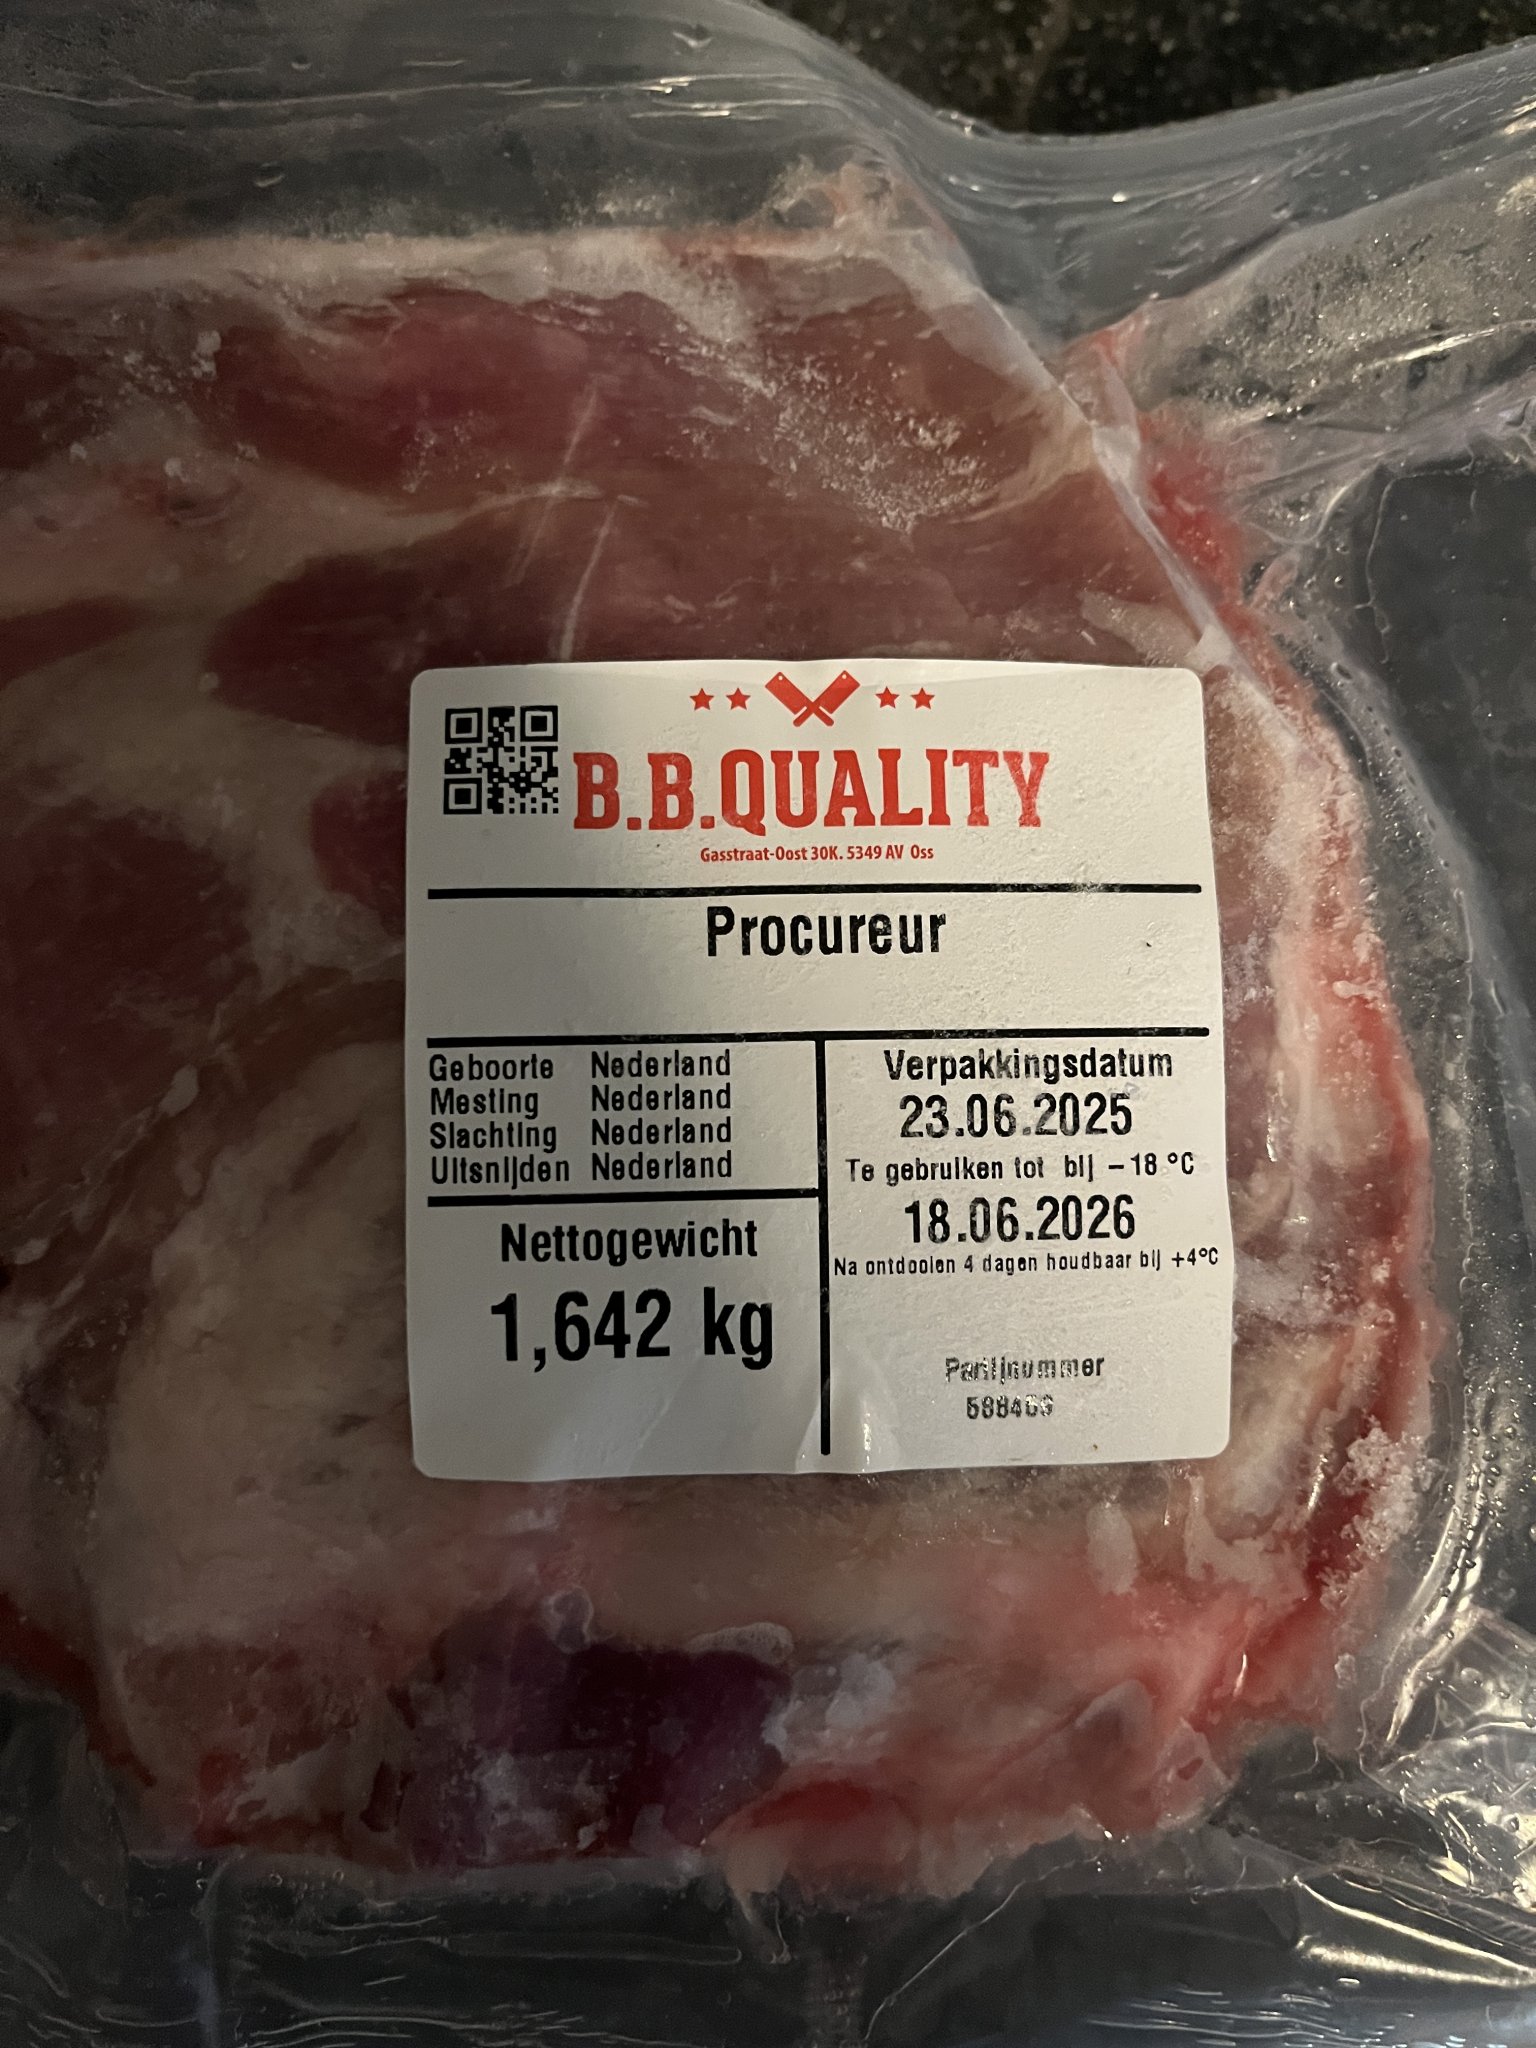 B.B.QUALITY
Gasstraat-Oost 30K. 5349 AV Oss
Procureur
Geboorte Nederland
Mesting Nederland
Slachting Nederland
Uitsnijden Nederland
Nettogewicht
1,642 kg
Verpakkingsdatum
23.06.2025
Te gebruiken tot bij -18 °C
18.06.2026
Na ontdooien 4 dagen houdbaar bij +4°C
Partijnummer